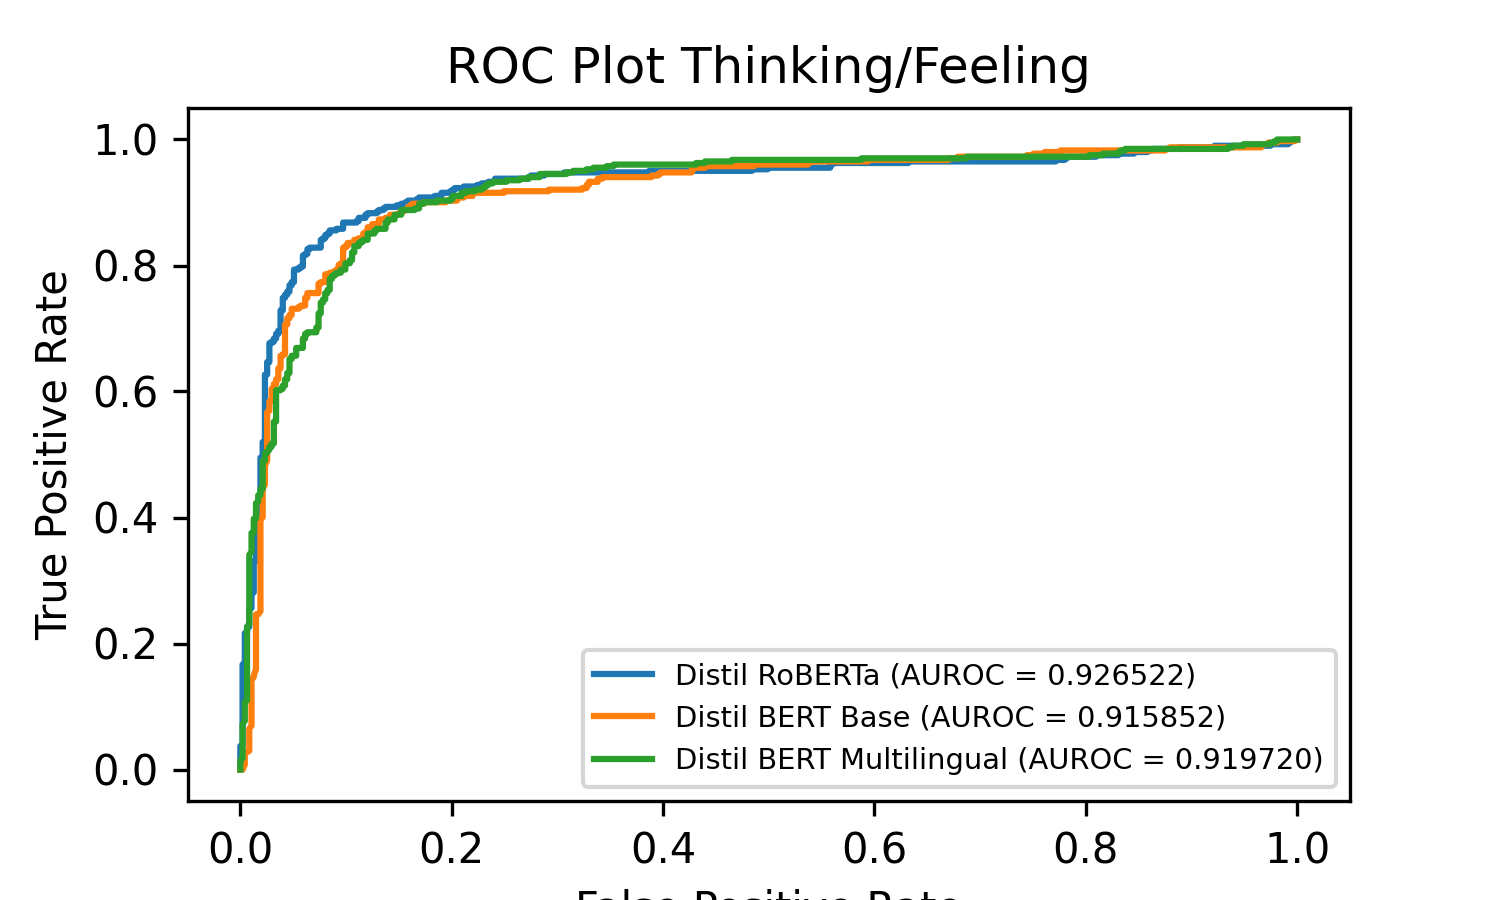 ROC Plot Thinking/Feeling
True Positive Rate
1.0
0.8
0.6
0.4
0.2
0.0
Distil RoBERTa (AUROC = 0.926522)
Distil BERT Base (AUROC = 0.915852)
Distil BERT Multilingual (AUROC = 0.919720)
0.0 0.2 0.4 0.6 0.8 1.0
False Positive Rate